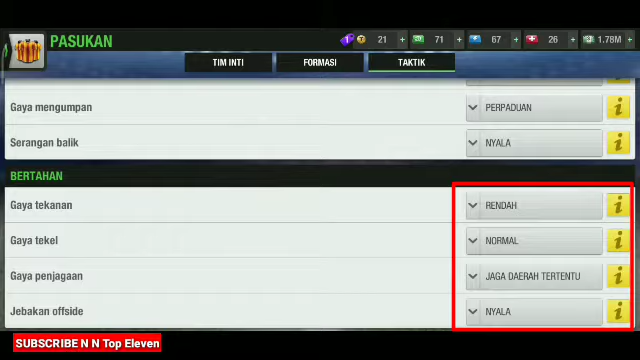 PASUKAN
1 21 + 71 + 67 + 26 + 1.78M +
TIM INTI FORMASI TAKTIK
Gaya mengumpan PERPADUAN i
Serangan balik NYALA i
BERTAHAN
Gaya tekanan RENDAH i
Gaya tekel NORMAL i
Gaya penjagaan JAGA DAERAH TERTENTU i
Jebakan offside NYALA i
SUBSCRIBE N N Top Eleven